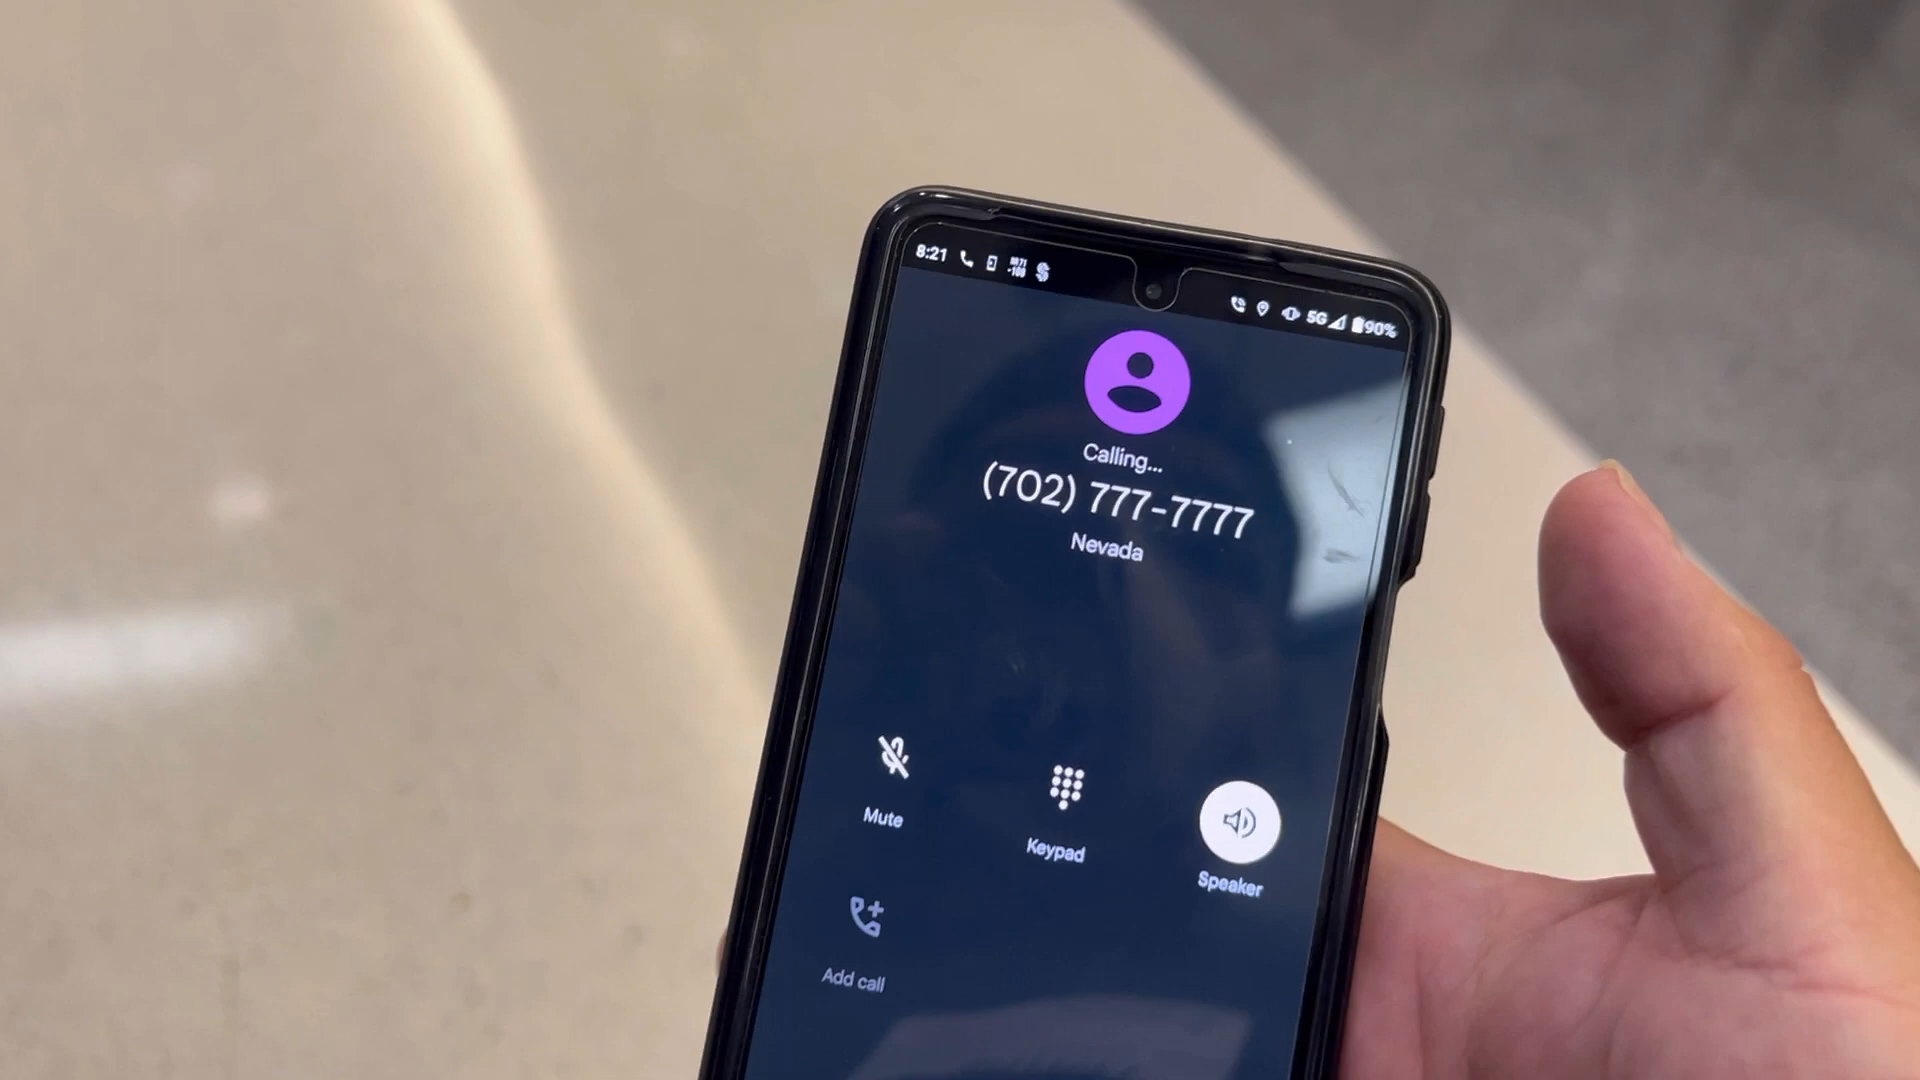 8:21
5G 90%
Calling...
(702) 777-7777
Nevada
Mute
Keypad
Speaker
Add call